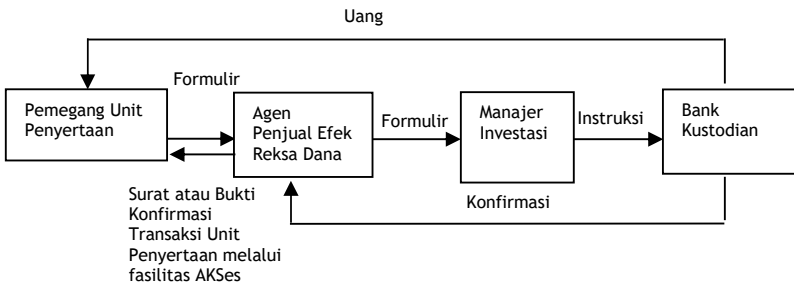 Uang
Formulir
Pemegang Unit
Penyertaan
Agen
Penjual Efek
Reksa Dana
Formulir
Manajer
Investasi
Instruksi
Bank
Kustodian
Surat atau Bukti
Konfirmasi
Transaksi Unit
Penyertaan melalui
fasilitas AKSes
Konfirmasi